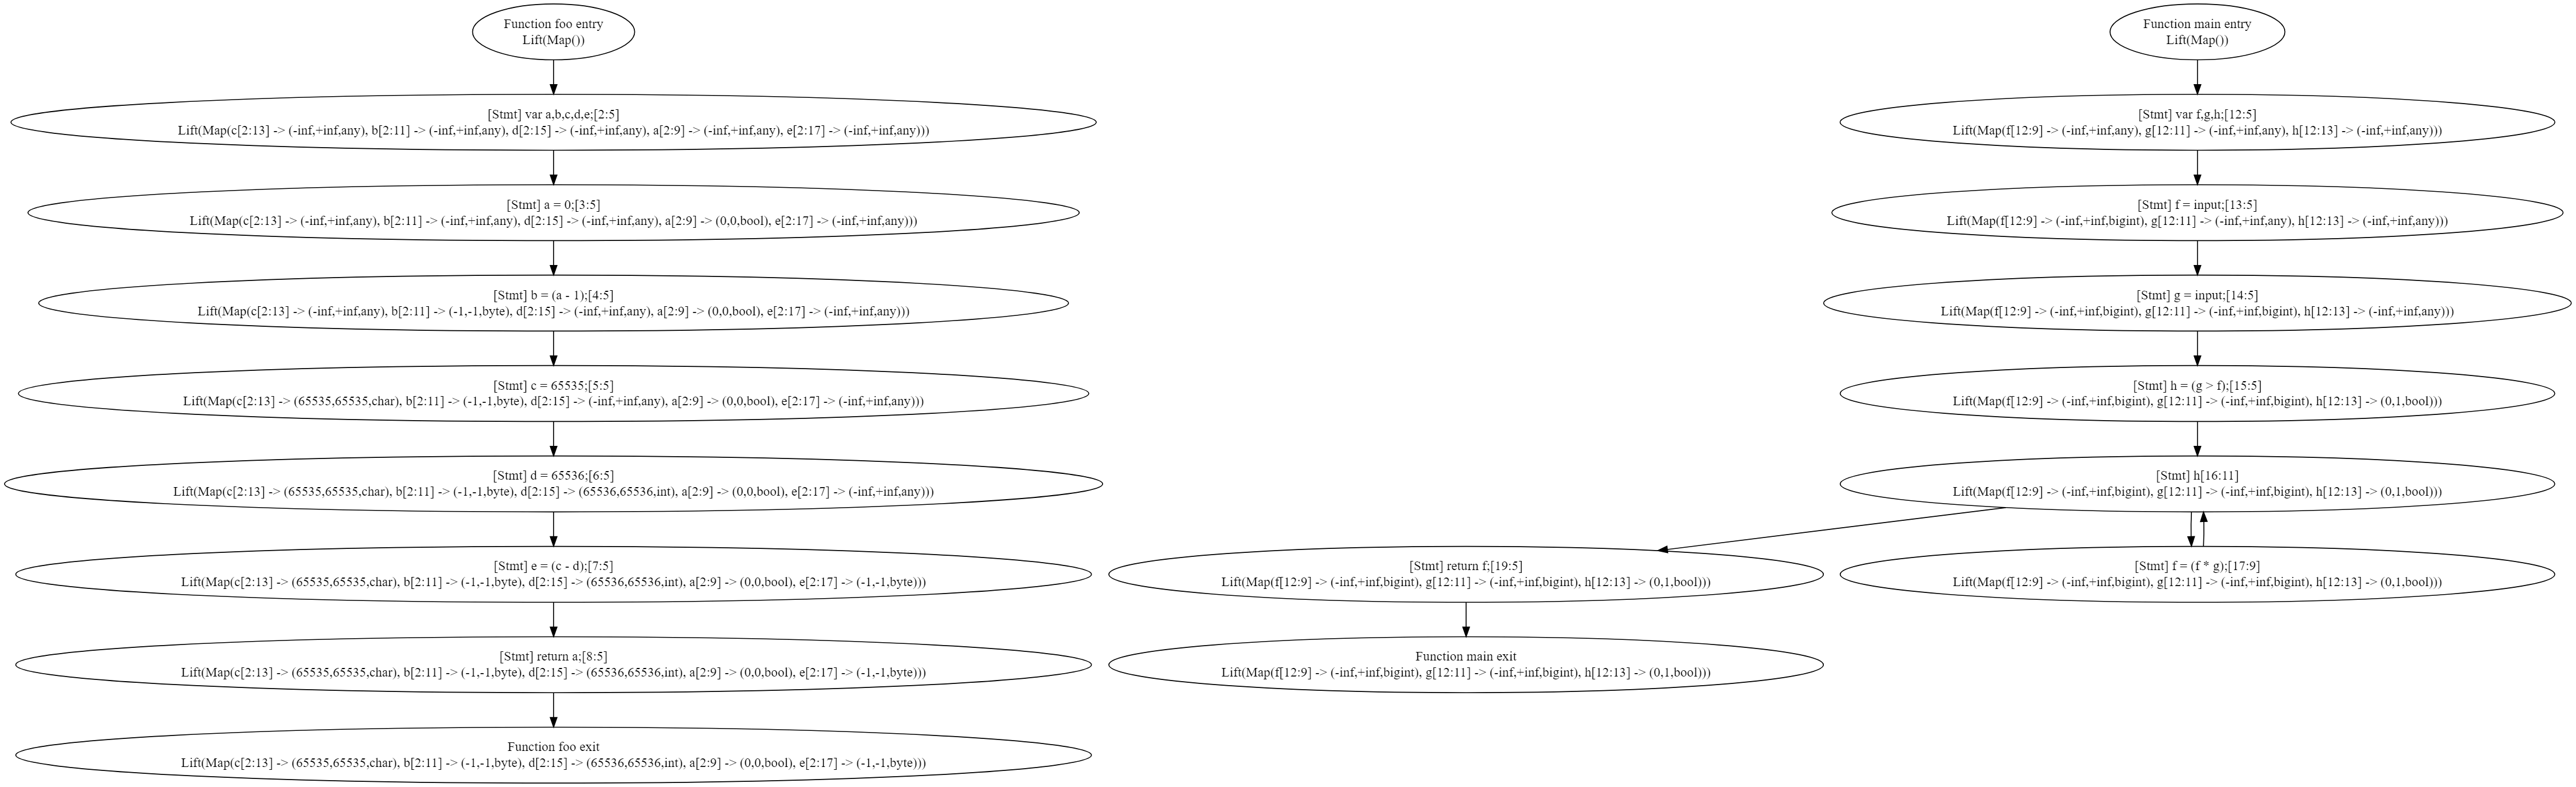 Function foo entry
Lift(Map())
[Stmt] var a,b,c,d,e;[2:5]
Lift(Map(c[2:13] -> (-inf,+inf,any), b[2:11] -> (-inf,+inf,any), d[2:15] -> (-inf,+inf,any), a[2:9] -> (-inf,+inf,any), e[2:17] -> (-inf,+inf,any)))
[Stmt] a = 0;[3:5]
Lift(Map(c[2:13] -> (-inf,+inf,any), b[2:11] -> (-inf,+inf,any), d[2:15] -> (-inf,+inf,any), a[2:9] -> (0,0,bool), e[2:17] -> (-inf,+inf,any)))
[Stmt] b = (a - 1);[4:5]
Lift(Map(c[2:13] -> (-inf,+inf,any), b[2:11] -> (-1,-1,byte), d[2:15] -> (-inf,+inf,any), a[2:9] -> (0,0,bool), e[2:17] -> (-inf,+inf,any)))
[Stmt] c = 65535;[5:5]
Lift(Map(c[2:13] -> (65535,65535,char), b[2:11] -> (-1,-1,byte), d[2:15] -> (-inf,+inf,any), a[2:9] -> (0,0,bool), e[2:17] -> (-inf,+inf,any)))
[Stmt] d = 65536;[6:5]
Lift(Map(c[2:13] -> (65535,65535,char), b[2:11] -> (-1,-1,byte), d[2:15] -> (65536,65536,int), a[2:9] -> (0,0,bool), e[2:17] -> (-inf,+inf,any)))
[Stmt] e = (c - d);[7:5]
Lift(Map(c[2:13] -> (65535,65535,char), b[2:11] -> (-1,-1,byte), d[2:15] -> (65536,65536,int), a[2:9] -> (0,0,bool), e[2:17] -> (-1,-1,byte)))
[Stmt] return a;[8:5]
Lift(Map(c[2:13] -> (65535,65535,char), b[2:11] -> (-1,-1,byte), d[2:15] -> (65536,65536,int), a[2:9] -> (0,0,bool), e[2:17] -> (-1,-1,byte)))
Function foo exit
Lift(Map(c[2:13] -> (65535,65535,char), b[2:11] -> (-1,-1,byte), d[2:15] -> (65536,65536,int), a[2:9] -> (0,0,bool), e[2:17] -> (-1,-1,byte)))
Function main entry
Lift(Map())
[Stmt] var f,g,h;[12:5]
Lift(Map(f[12:9] -> (-inf,+inf,any), g[12:11] -> (-inf,+inf,any), h[12:13] -> (-inf,+inf,any)))
[Stmt] f = input;[13:5]
Lift(Map(f[12:9] -> (-inf,+inf,bigint), g[12:11] -> (-inf,+inf,any), h[12:13] -> (-inf,+inf,any)))
[Stmt] g = input;[14:5]
Lift(Map(f[12:9] -> (-inf,+inf,bigint), g[12:11] -> (-inf,+inf,bigint), h[12:13] -> (-inf,+inf,any)))
[Stmt] h = (g > f);[15:5]
Lift(Map(f[12:9] -> (-inf,+inf,bigint), g[12:11] -> (-inf,+inf,bigint), h[12:13] -> (0,1,bool)))
[Stmt] h[16:11]
Lift(Map(f[12:9] -> (-inf,+inf,bigint), g[12:11] -> (-inf,+inf,bigint), h[12:13] -> (0,1,bool)))
[Stmt] return f;[19:5]
Lift(Map(f[12:9] -> (-inf,+inf,bigint), g[12:11] -> (-inf,+inf,bigint), h[12:13] -> (0,1,bool)))
[Stmt] f = (f * g);[17:9]
Lift(Map(f[12:9] -> (-inf,+inf,bigint), g[12:11] -> (-inf,+inf,bigint), h[12:13] -> (0,1,bool)))
Function main exit
Lift(Map(f[12:9] -> (-inf,+inf,bigint), g[12:11] -> (-inf,+inf,bigint), h[12:13] -> (0,1,bool)))